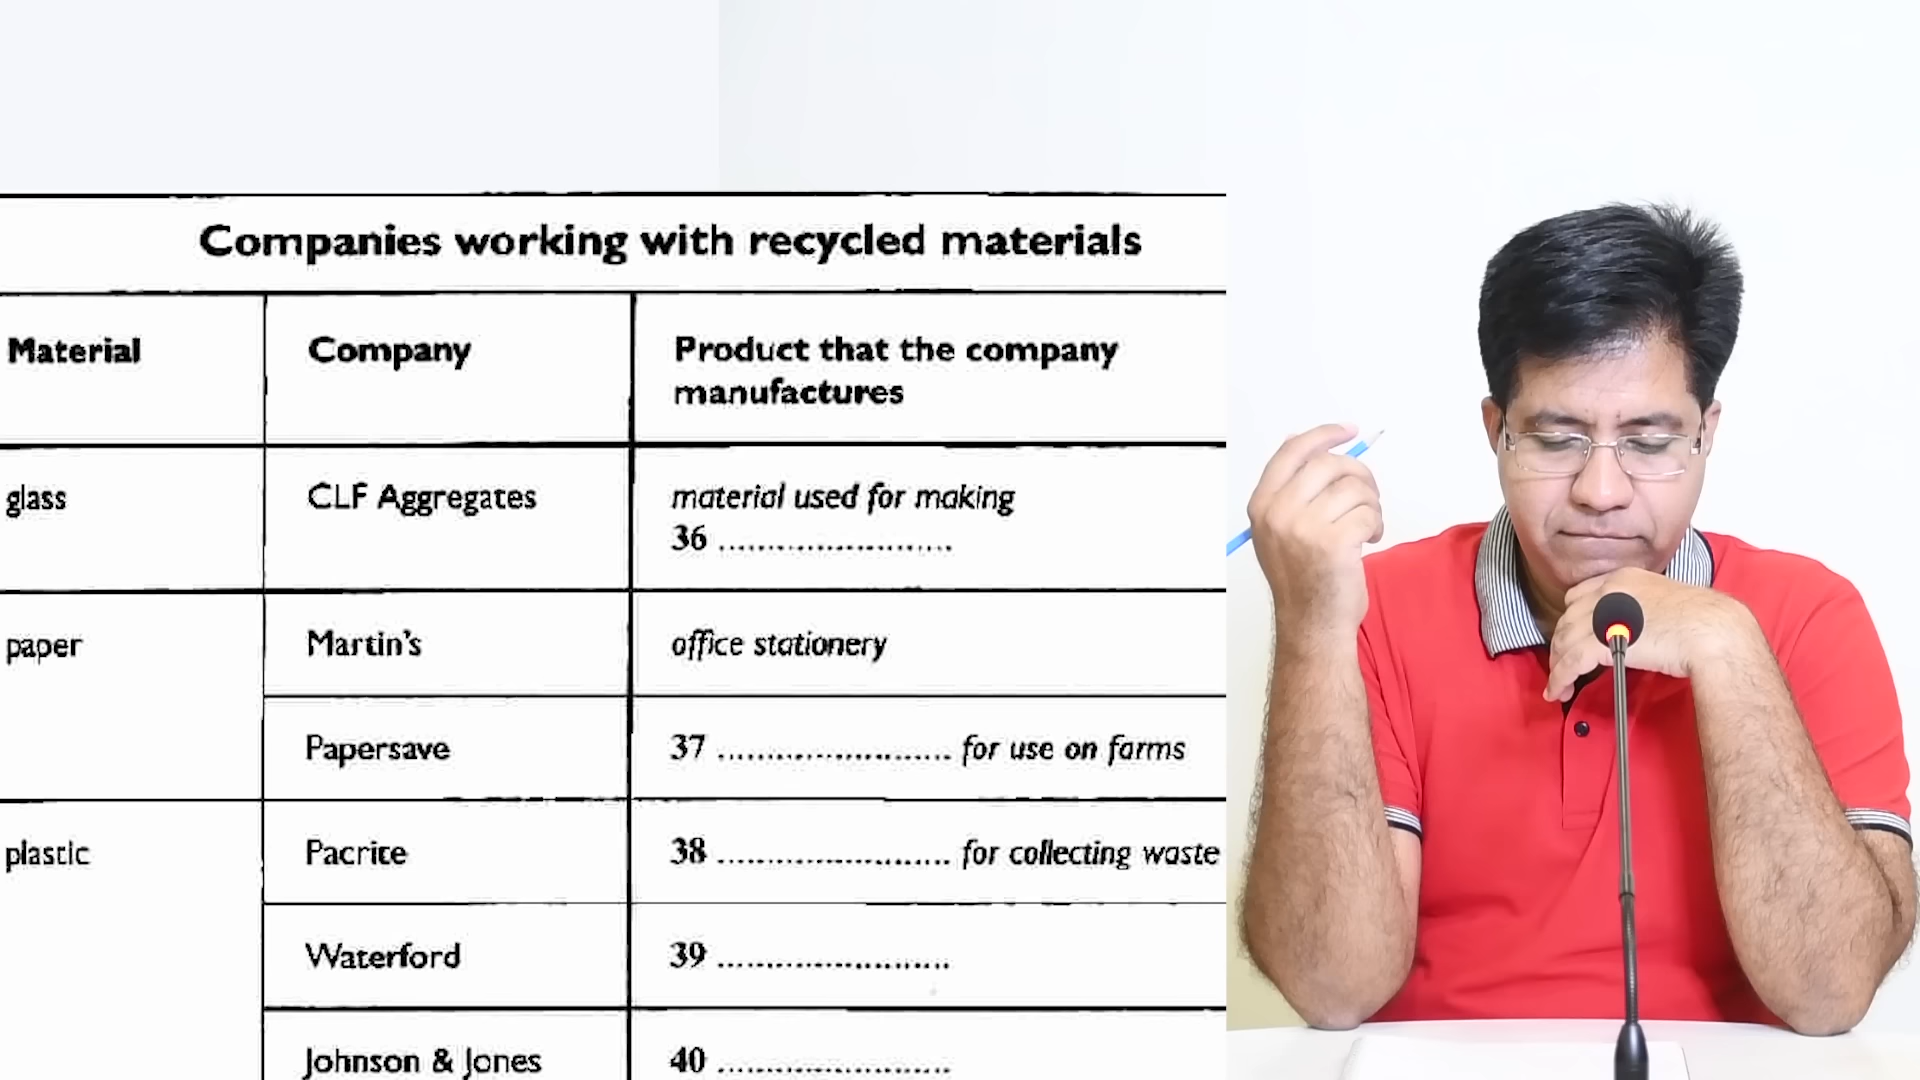 Companies working with recycled materials
Material Company Product that the company
manufactures
glass CLF Aggregates material used for making
36 ........................
paper Martin's office stationery
Papersave 37 ........................ for use on farms
plastic Pacrite 38 ........................ for collecting waste
Waterford 39 ........................
Johnson & Jones 40 ........................